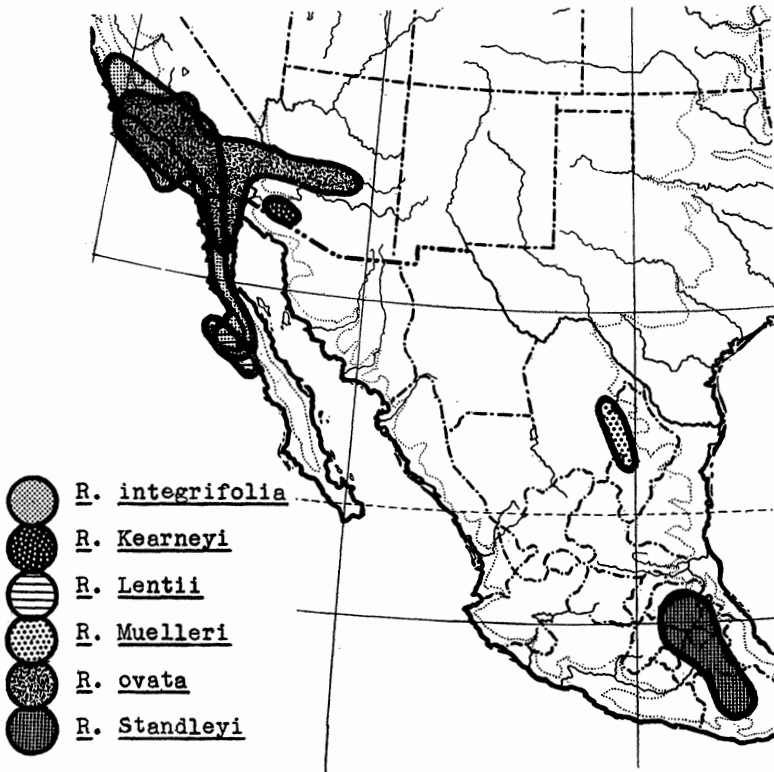 R. integrifolia
R. Kearneyi
R. Lentii
R. Muelleri
R. ovata
R. Standleyi